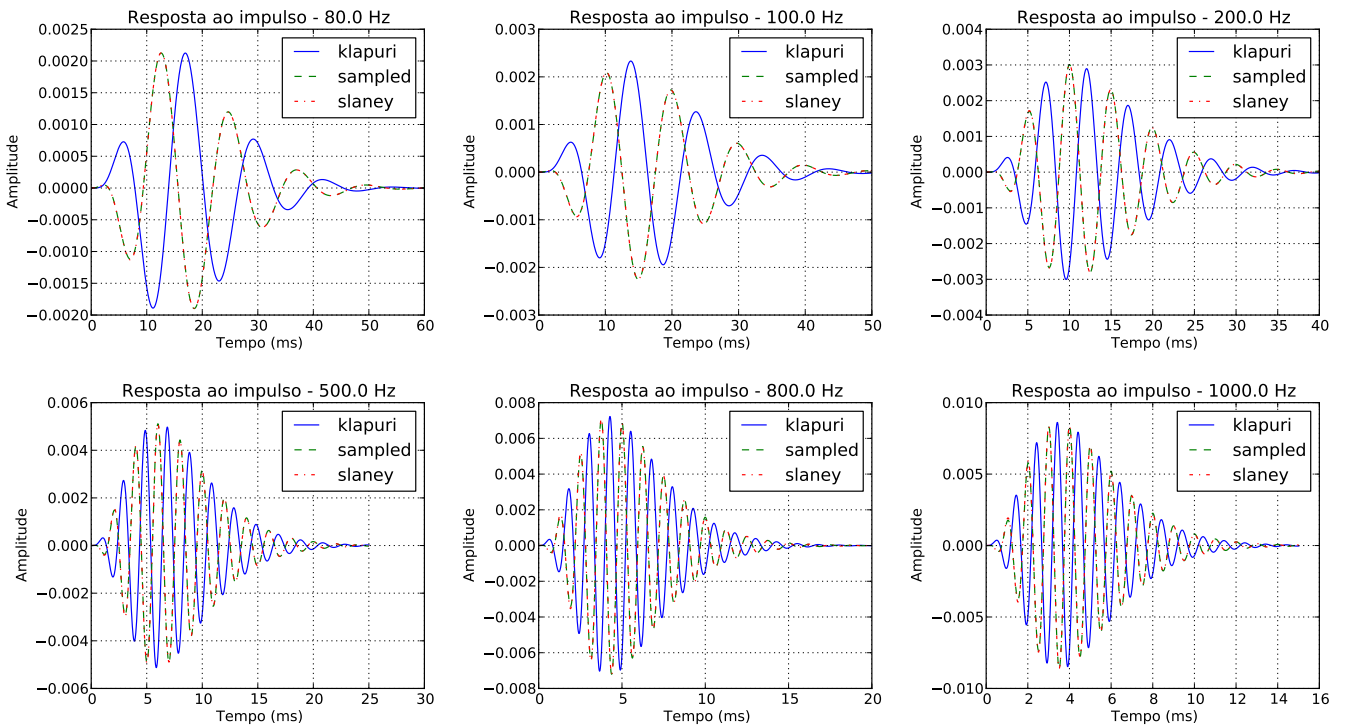 Resposta ao impulso - 80.0 Hz
0.0025
0.0020
0.0015
0.0010
0.0005
0.0000
−0.0005
−0.0010
−0.0015
−0.0020
Amplitude
klapuri
sampled
slaney
0 10 20 30 40 50 60
Tempo (ms)
Resposta ao impulso - 100.0 Hz
0.003
0.002
0.001
0.000
−0.001
−0.002
−0.003
Amplitude
klapuri
sampled
slaney
0 10 20 30 40 50
Tempo (ms)
Resposta ao impulso - 200.0 Hz
0.004
0.003
0.002
0.001
0.000
−0.001
−0.002
−0.003
−0.004
Amplitude
klapuri
sampled
slaney
0 5 10 15 20 25 30 35 40
Tempo (ms)
Resposta ao impulso - 500.0 Hz
0.006
0.004
0.002
0.000
−0.002
−0.004
−0.006
Amplitude
klapuri
sampled
slaney
0 5 10 15 20 25 30
Tempo (ms)
Resposta ao impulso - 800.0 Hz
0.008
0.006
0.004
0.002
0.000
−0.002
−0.004
−0.006
−0.008
Amplitude
klapuri
sampled
slaney
0 5 10 15 20
Tempo (ms)
Resposta ao impulso - 1000.0 Hz
0.010
0.005
0.000
−0.005
−0.010
Amplitude
klapuri
sampled
slaney
0 2 4 6 8 10 12 14 16
Tempo (ms)